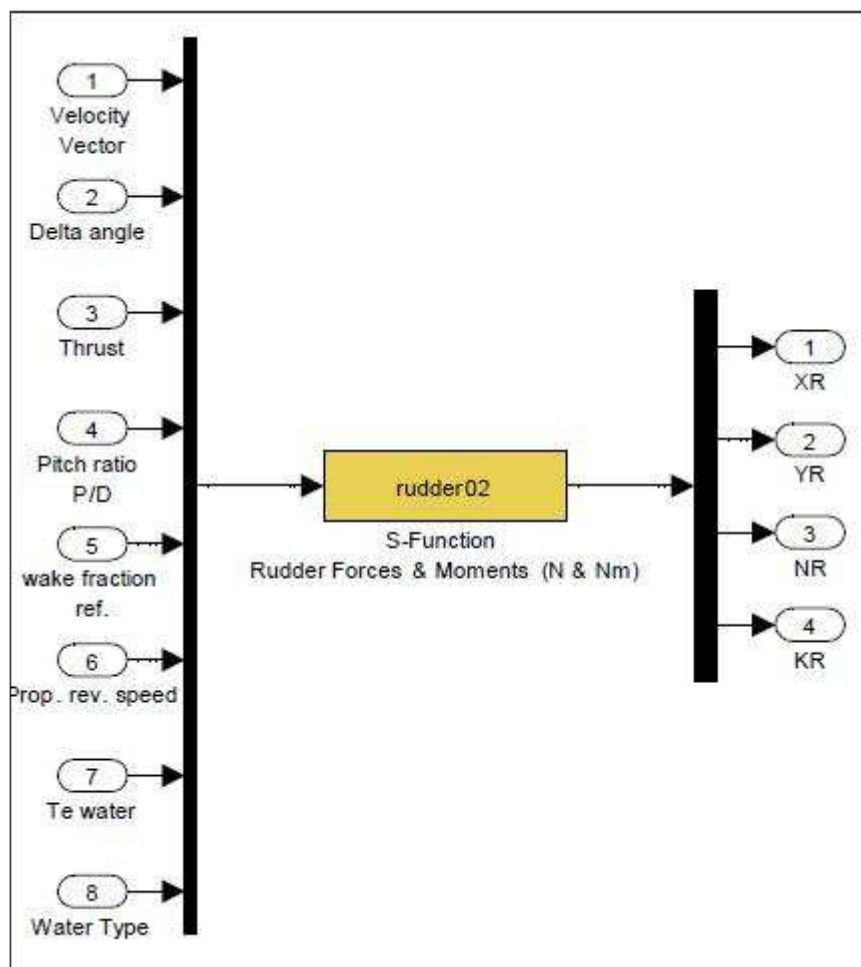 1
Velocity
Vector
2
Delta angle
3
Thrust
4
Pitch ratio
P/D
5
wake fraction
ref.
6
Prop. rev. speed
7
Te water
8
Water Type
rudder02
S-Function
Rudder Forces & Moments (N & Nm)
1
XR
2
YR
3
NR
4
KR